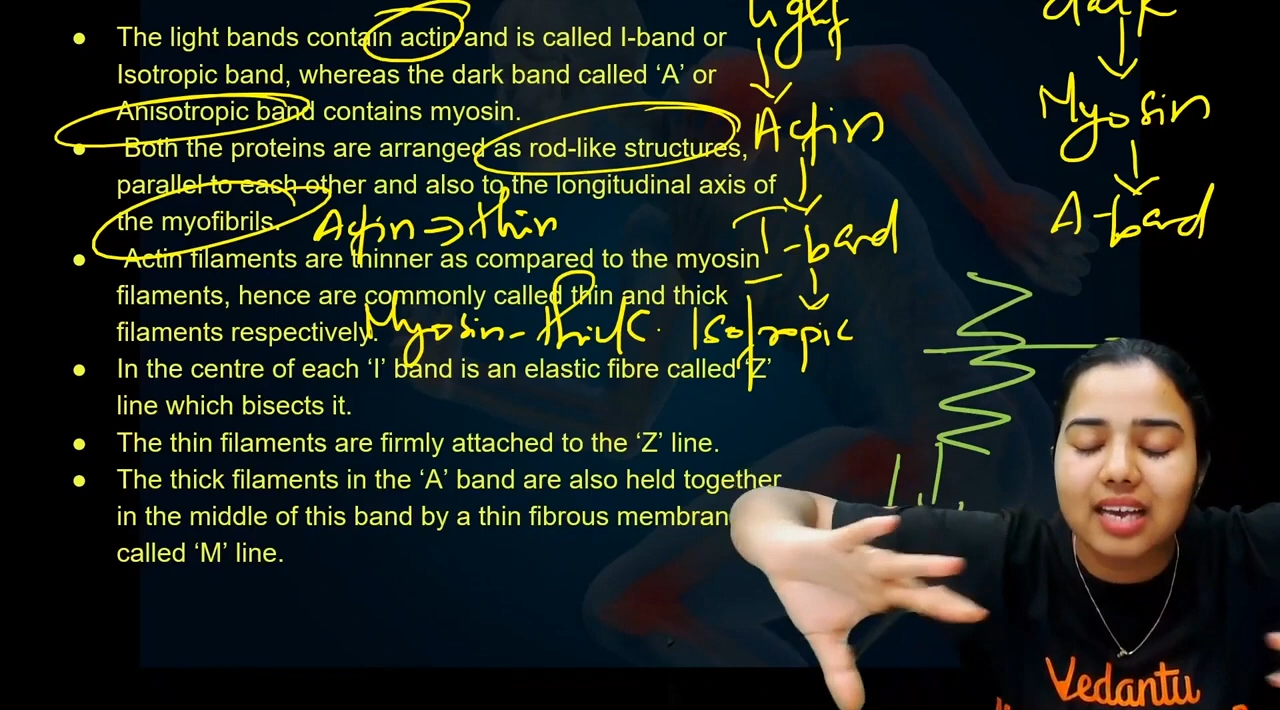 light
dark
• The light bands contain actin and is called I-band or
Isotropic band, whereas the dark band called ‘A’ or
Anisotropic band contains myosin.
Actin
Myosin
• Both the proteins are arranged as rod-like structures,
parallel to each other and also to the longitudinal axis of
the myofibrils.
Actin → thin
I-band
A-band
• Actin filaments are thinner as compared to the myosin
filaments, hence are commonly called thin and thick
filaments respectively.
Myosin - thick.
Isotropic
• In the centre of each ‘I’ band is an elastic fibre called ‘Z’
line which bisects it.
• The thin filaments are firmly attached to the ‘Z’ line.
• The thick filaments in the ‘A’ band are also held together
in the middle of this band by a thin fibrous membran
called ‘M’ line.
Vedantu